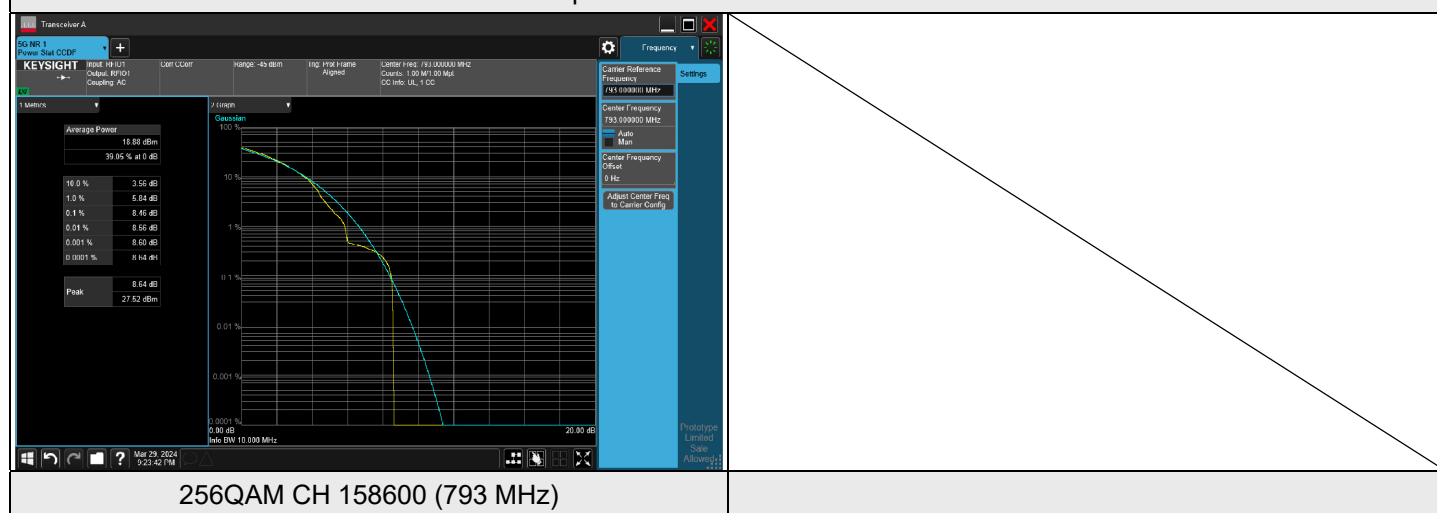 Transceiver A
5G NR 1
Power Stat CCDF
Frequency
KEYSIGHT
Input: RFIO1
Output: RFIO1
Coupling: AC
Corr CCorr
Range: -45 dBm
Trig: Prot Frame
Aligned
Center Freq: 793.000000 MHz
Counts: 1.00 M/1.00 Mpt
CC Info: UL, 1 CC
1 Metrics
Average Power
18.88 dBm
39.05 % at 0 dB
10.0 % 3.56 dB
1.0 % 5.84 dB
0.1 % 8.46 dB
0.01 % 8.56 dB
0.001 % 8.60 dB
0.0001 % 8.64 dB
Peak
8.64 dB
27.52 dBm
2 Graph
Gaussian
100 %
10 %
1 %
0.1 %
0.01 %
0.001 %
0.0001 %
0.00 dB
20.00 dB
Info BW 10.000 MHz
Carrier Reference
Frequency
793.000000 MHz
Center Frequency
793.000000 MHz
Auto
Man
Center Frequency
Offset
0 Hz
Adjust Center Freq
to Carrier Config
Settings
Prototype
Limited
Sale
Allowed
Mar 29, 2024
9:23:42 PM
256QAM CH 158600 (793 MHz)